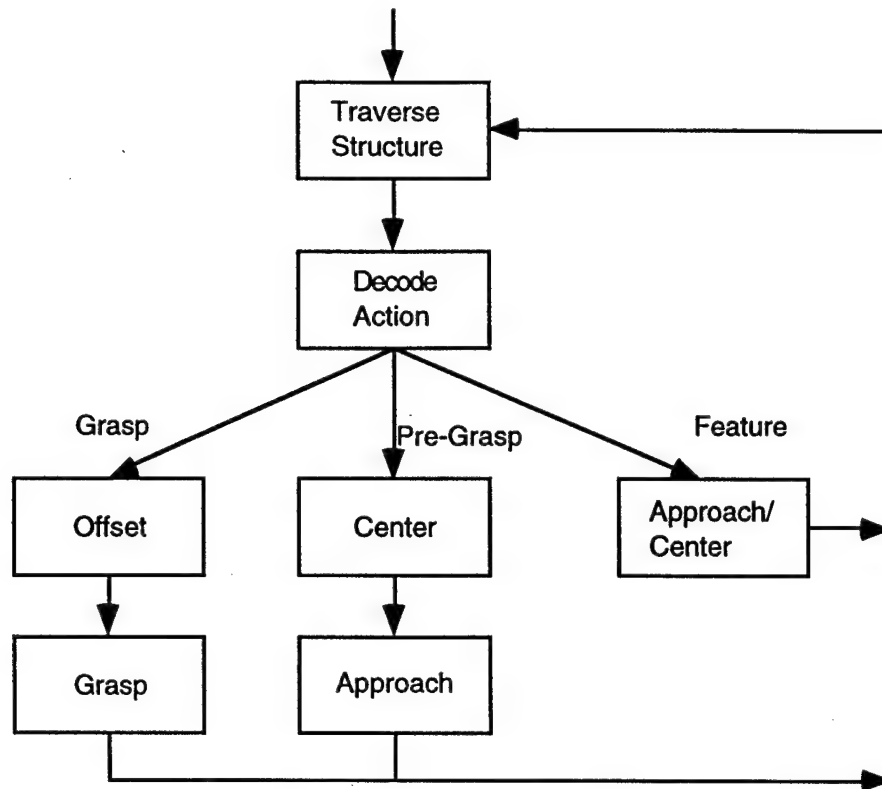 Traverse
Structure
Decode
Action
Grasp
Pre-Grasp
Feature
Offset
Center
Approach/
Center
Grasp
Approach